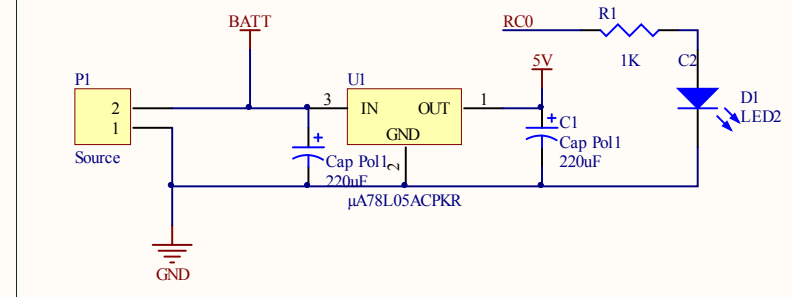 BATT
RC0
R1
1K
C2
5V
P1
2
1
Source
U1
3
IN
OUT
1
GND
2
C1
Cap Pol1
220uF
D1
LED2
Cap Pol1
220uF
µA78L05ACPKR
GND